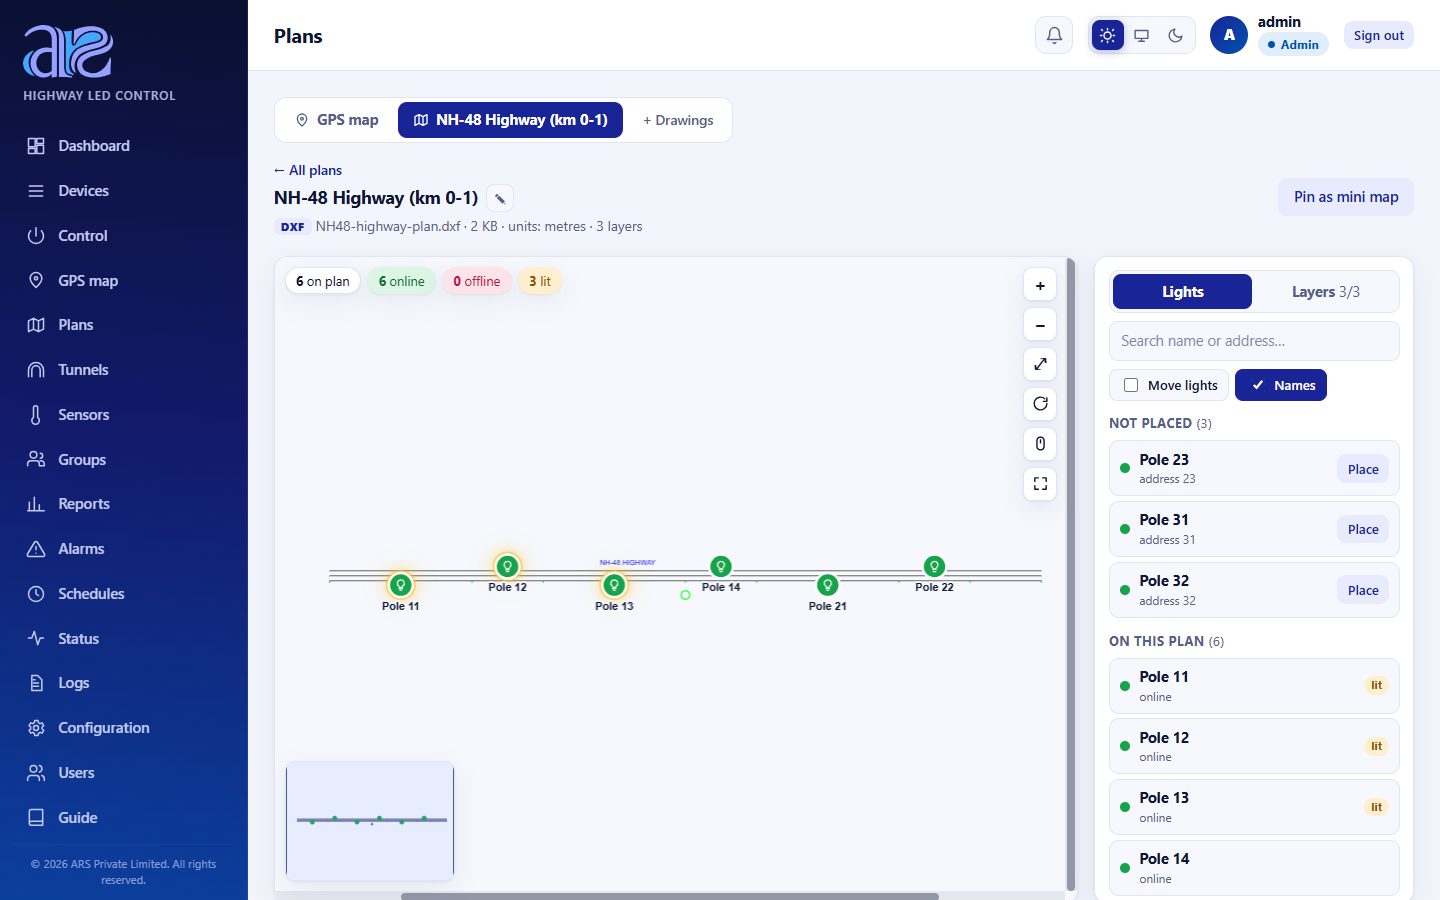 ars
HIGHWAY LED CONTROL
Dashboard
Devices
Control
GPS map
Plans
Tunnels
Sensors
Groups
Reports
Alarms
Schedules
Status
Logs
Configuration
Users
Guide
© 2026 ARS Private Limited. All rights
reserved.
Plans
A
admin
Admin
Sign out
GPS map
NH-48 Highway (km 0-1)
+ Drawings
← All plans
NH-48 Highway (km 0-1)
DXF NH48-highway-plan.dxf · 2 KB · units: metres · 3 layers
Pin as mini map
6 on plan
6 online
0 offline
3 lit
+
−
NH-48 HIGHWAY
Pole 11
Pole 12
Pole 13
Pole 14
Pole 21
Pole 22
Lights
Layers 3/3
Search name or address...
Move lights
Names
NOT PLACED (3)
Pole 23
address 23
Place
Pole 31
address 31
Place
Pole 32
address 32
Place
ON THIS PLAN (6)
Pole 11
online
lit
Pole 12
online
lit
Pole 13
online
lit
Pole 14
online